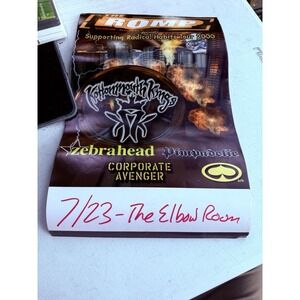 ROMP
Supporting Radical Habits Tour 2000
Kottonmouth Kings
zebrahead Pimpadelic
CORPORATE
AVENGER
7/23 - The Elbow Room